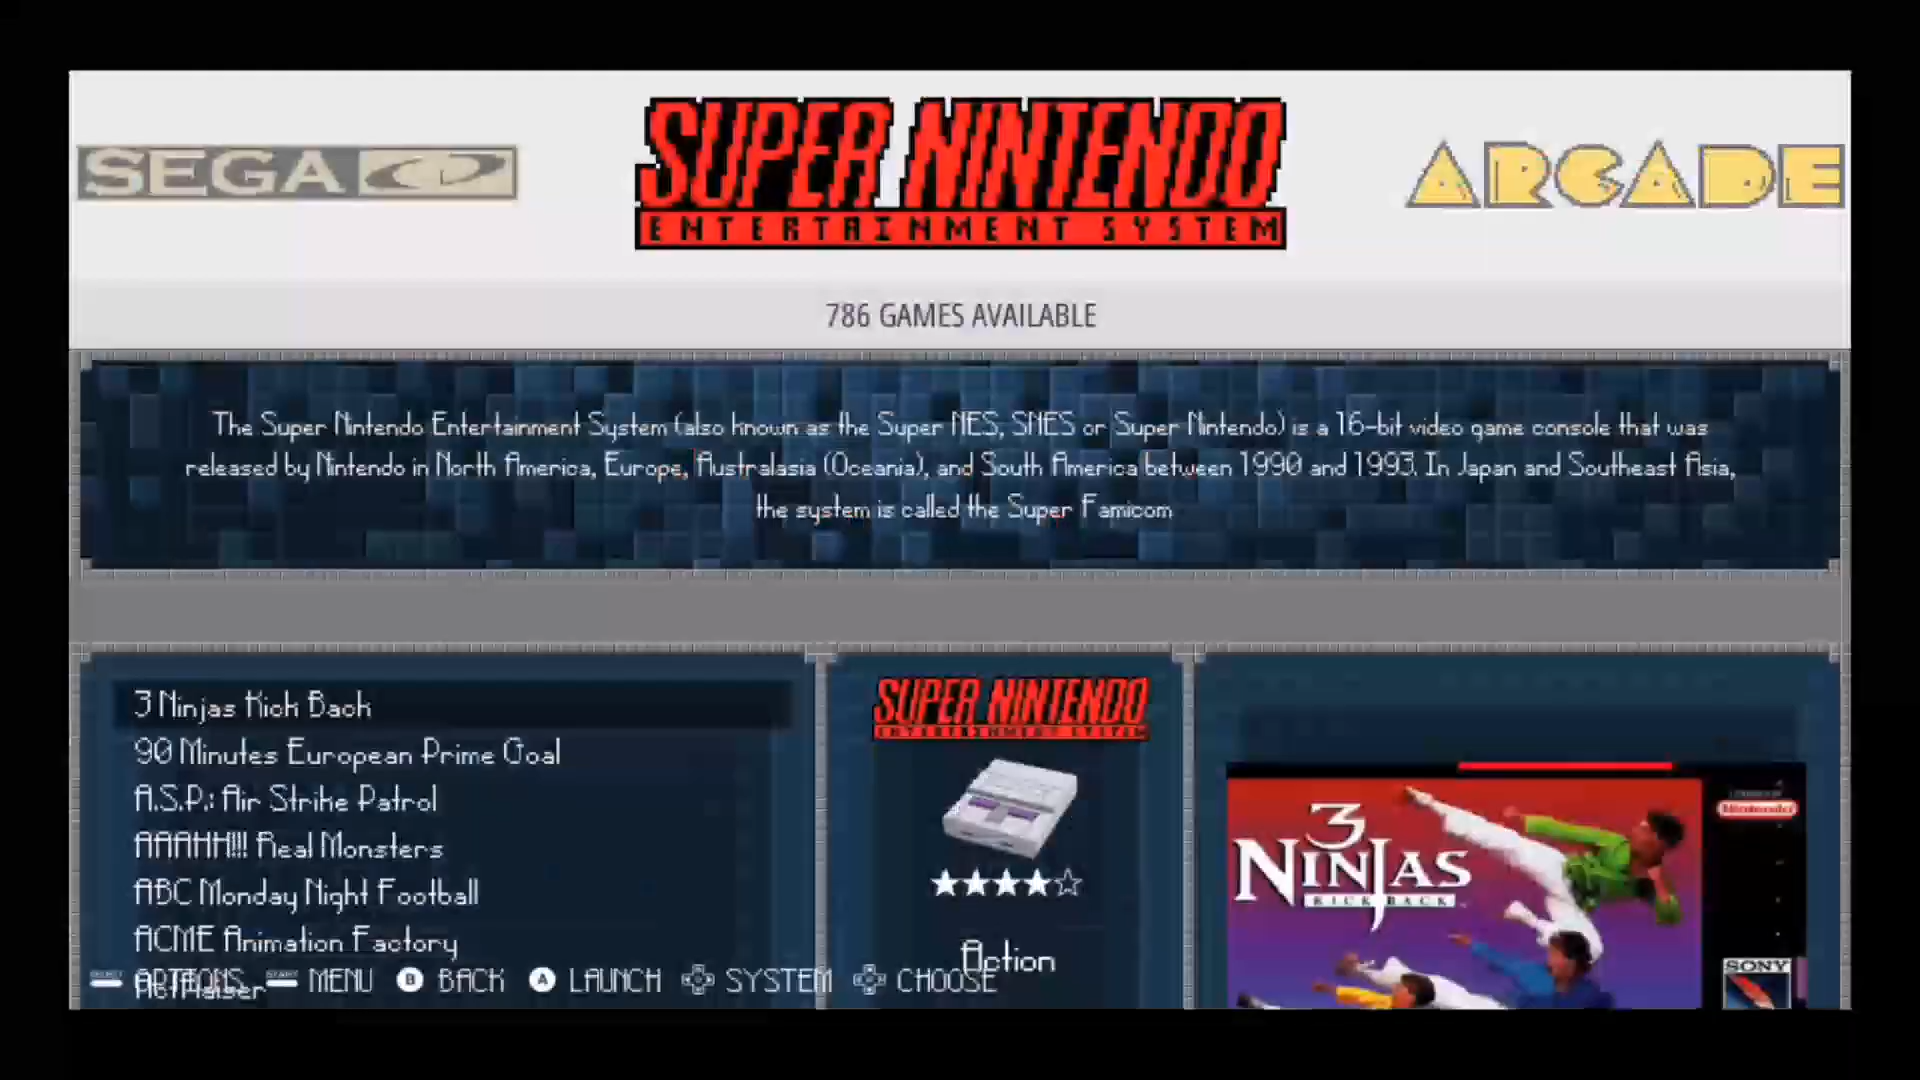 SEGA
SUPER NINTENDO
ENTERTAINMENT SYSTEM
ARCADE
786 GAMES AVAILABLE
The Super Nintendo Entertainment System (also known as the Super NES, SNES or Super Nintendo) is a 16-bit video game console that was
released by Nintendo in North America, Europe, Australasia (Oceania), and South America between 1990 and 1993. In Japan and Southeast Asia,
the system is called the Super Famicom
3 Ninjas Kick Back
90 Minutes European Prime Goal
A.S.P.: Air Strike Patrol
AAAHH!!! Real Monsters
ABC Monday Night Football
ACME Animation Factory
ActRaiser
SUPER NINTENDO
ENTERTAINMENT SYSTEM
Action
3
NINJAS
KICK BACK
Nintendo
SONY
SELECT OPTIONS START MENU B BACK A LAUNCH SYSTEM CHOOSE